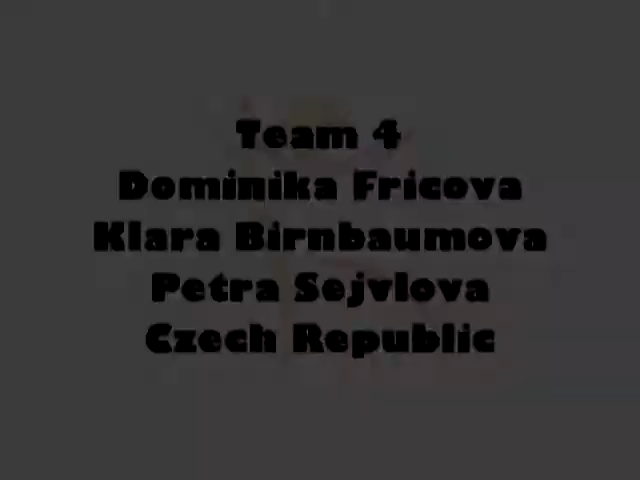 Team 4
Dominika Fricova
Klara Birnbaumova
Petra Sejvlova
Czech Republic